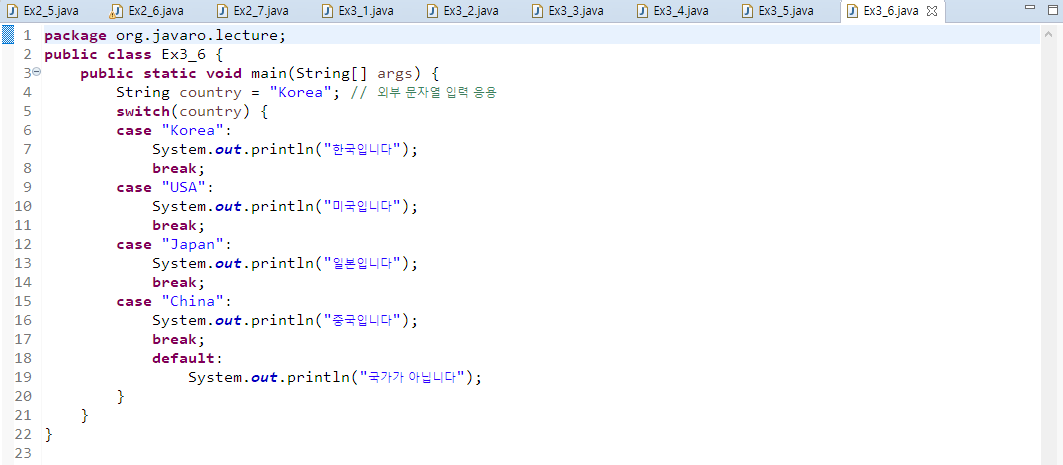 Ex2_5.java Ex2_6.java Ex2_7.java Ex3_1.java Ex3_2.java Ex3_3.java Ex3_4.java Ex3_5.java Ex3_6.java
1 package org.javaro.lecture;
2 public class Ex3_6 {
3 public static void main(String[] args) {
4 String country = "Korea"; // 외부 문자열 입력 응용
5 switch(country) {
6 case "Korea":
7 System.out.println("한국입니다");
8 break;
9 case "USA":
10 System.out.println("미국입니다");
11 break;
12 case "Japan":
13 System.out.println("일본입니다");
14 break;
15 case "China":
16 System.out.println("중국입니다");
17 break;
18 default:
19 System.out.println("국가가 아닙니다");
20 }
21 }
22 }
23